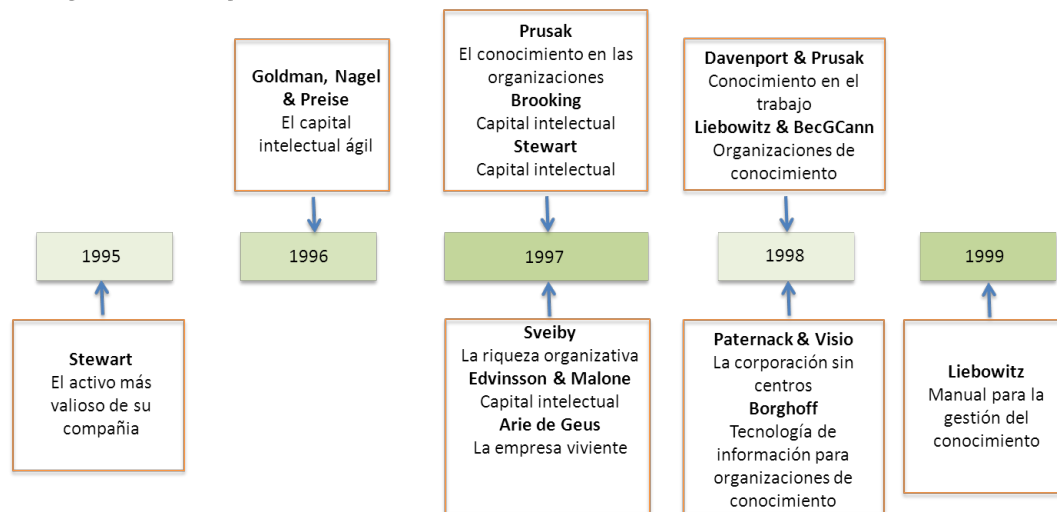 Goldman, Nagel
& Preise
El capital
intelectual ágil
Prusak
El conocimiento en las
organizaciones
Brooking
Capital intelectual
Stewart
Capital intelectual
Davenport & Prusak
Conocimiento en el
trabajo
Liebowitz & BecGCann
Organizaciones de
conocimiento
1995
1996
1997
1998
1999
Stewart
El activo más
valioso de su
compañia
Sveiby
La riqueza organizativa
Edvinsson & Malone
Capital intelectual
Arie de Geus
La empresa viviente
Paternack & Visio
La corporación sin
centros
Borghoff
Tecnología de
información para
organizaciones de
conocimiento
Liebowitz
Manual para la
gestión del
conocimiento